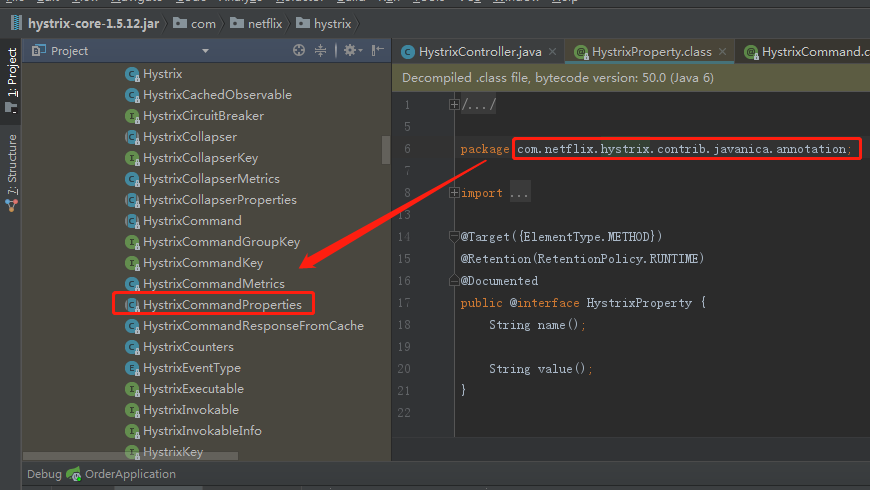 hystrix-core-1.5.12.jar com netflix hystrix
1: Project
7: Structure
Project
Hystrix
HystrixCachedObservable
HystrixCircuitBreaker
HystrixCollapser
HystrixCollapserKey
HystrixCollapserMetrics
HystrixCollapserProperties
HystrixCommand
HystrixCommandGroupKey
HystrixCommandKey
HystrixCommandMetrics
HystrixCommandProperties
HystrixCommandResponseFromCache
HystrixCounters
HystrixEventType
HystrixExecutable
HystrixInvokable
HystrixInvokableInfo
HystrixKey
HystrixController.java HystrixProperty.class HystrixCommand.c
Decompiled .class file, bytecode version: 50.0 (Java 6)
1 /.../
5
6 package com.netflix.hystrix.contrib.javanica.annotation;
7
8 import ...
13
14 @Target({ElementType.METHOD})
15 @Retention(RetentionPolicy.RUNTIME)
16 @Documented
17 public @interface HystrixProperty {
18 String name();
19
20 String value();
21 }
22
Debug OrderApplication